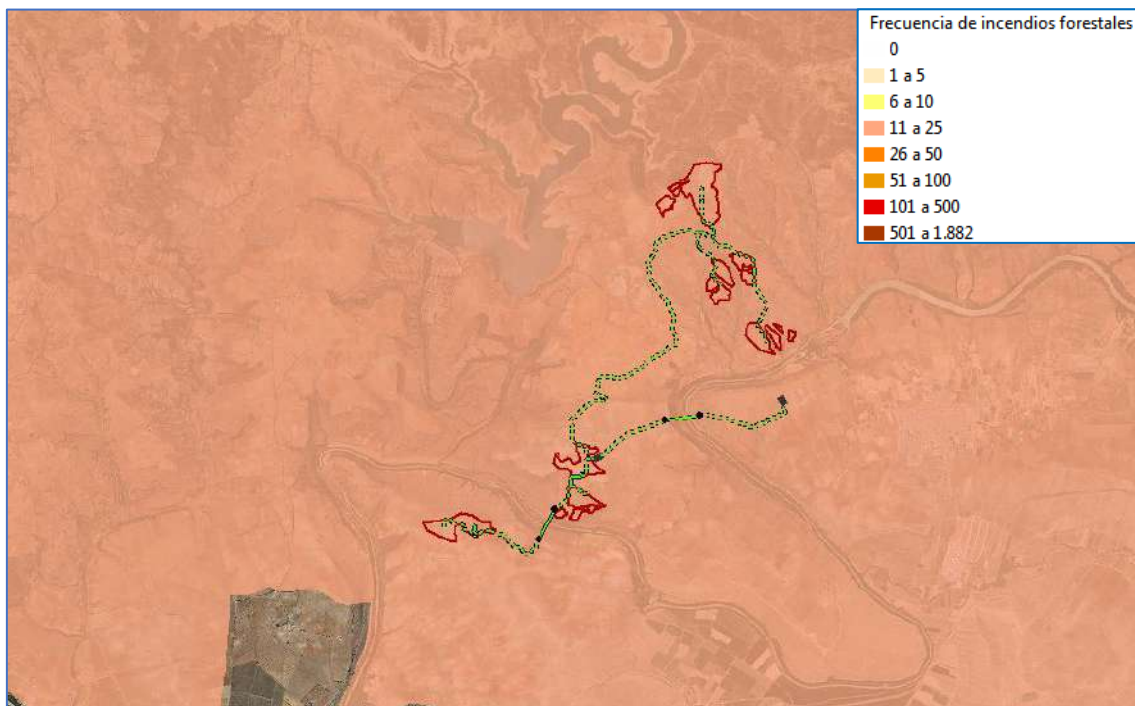 Frecuencia de incendios forestales
0
1 a 5
6 a 10
11 a 25
26 a 50
51 a 100
101 a 500
501 a 1.882